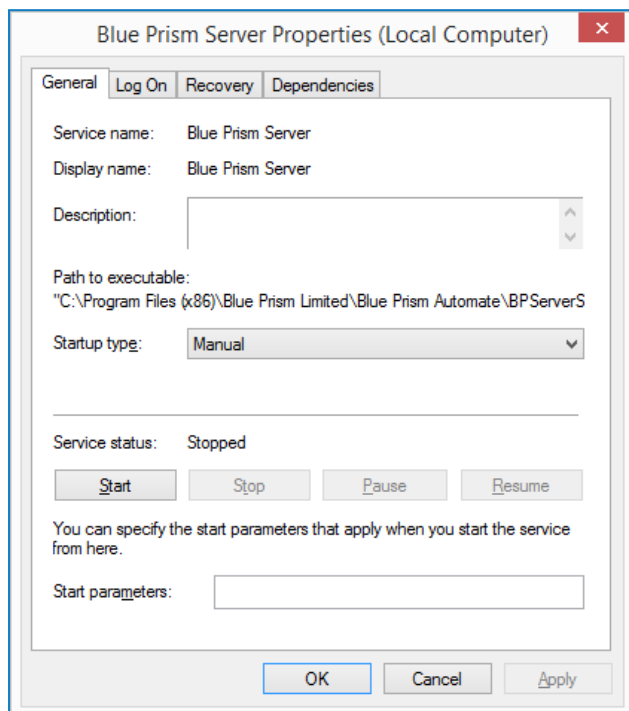 Blue Prism Server Properties (Local Computer)
General Log On Recovery Dependencies
Service name: Blue Prism Server
Display name: Blue Prism Server
Description:
Path to executable:
"C:\Program Files (x86)\Blue Prism Limited\Blue Prism Automate\BPServerS
Startup type: Manual
Service status: Stopped
Start Stop Pause Resume
You can specify the start parameters that apply when you start the service
from here.
Start parameters:
OK Cancel Apply